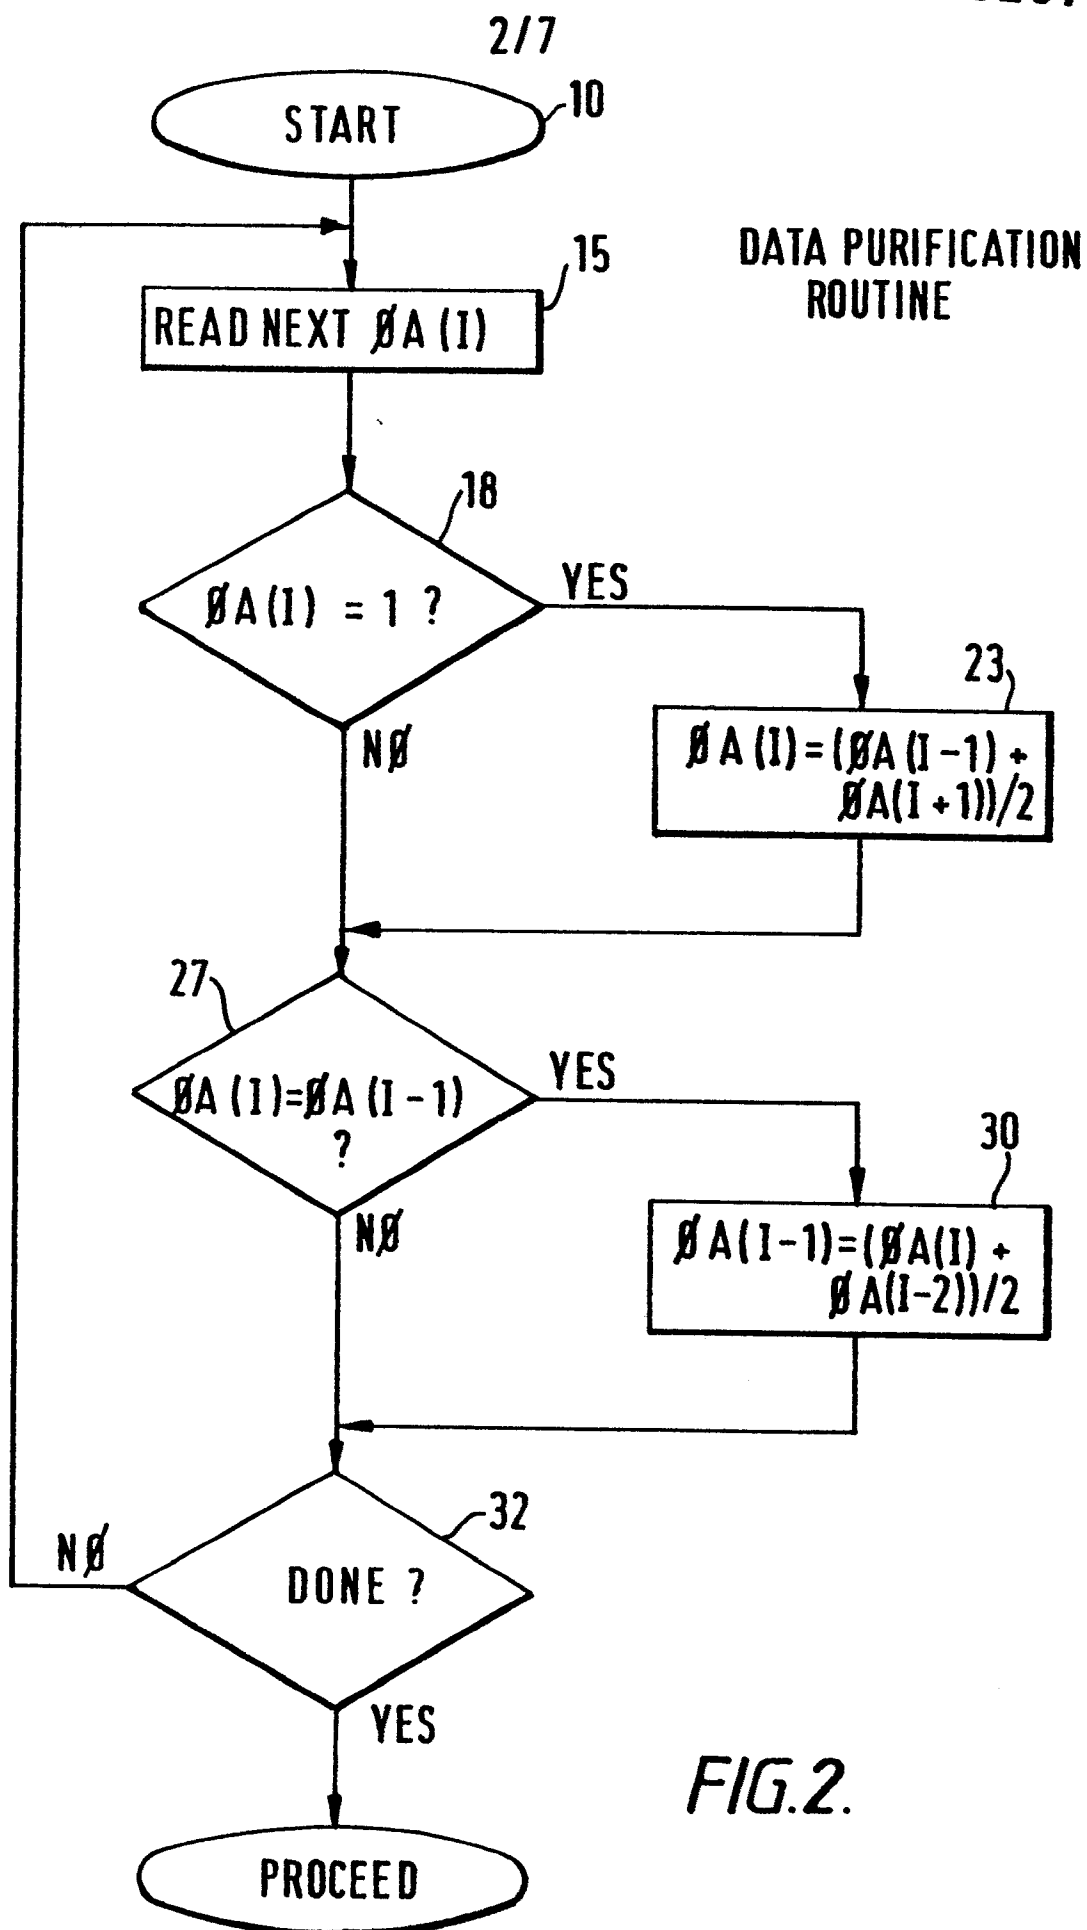 2/7
START
10
DATA PURIFICATION
ROUTINE
15
READ NEXT ØA (I)
18
ØA(I) = 1 ?
YES
NØ
23
ØA(I)=(ØA(I-1)+
ØA(I+1))/2
27
ØA(I)=ØA(I-1)
?
YES
NØ
30
ØA(I-1)=(ØA(I)+
ØA(I-2))/2
32
DONE ?
NØ
YES
FIG.2.
PROCEED